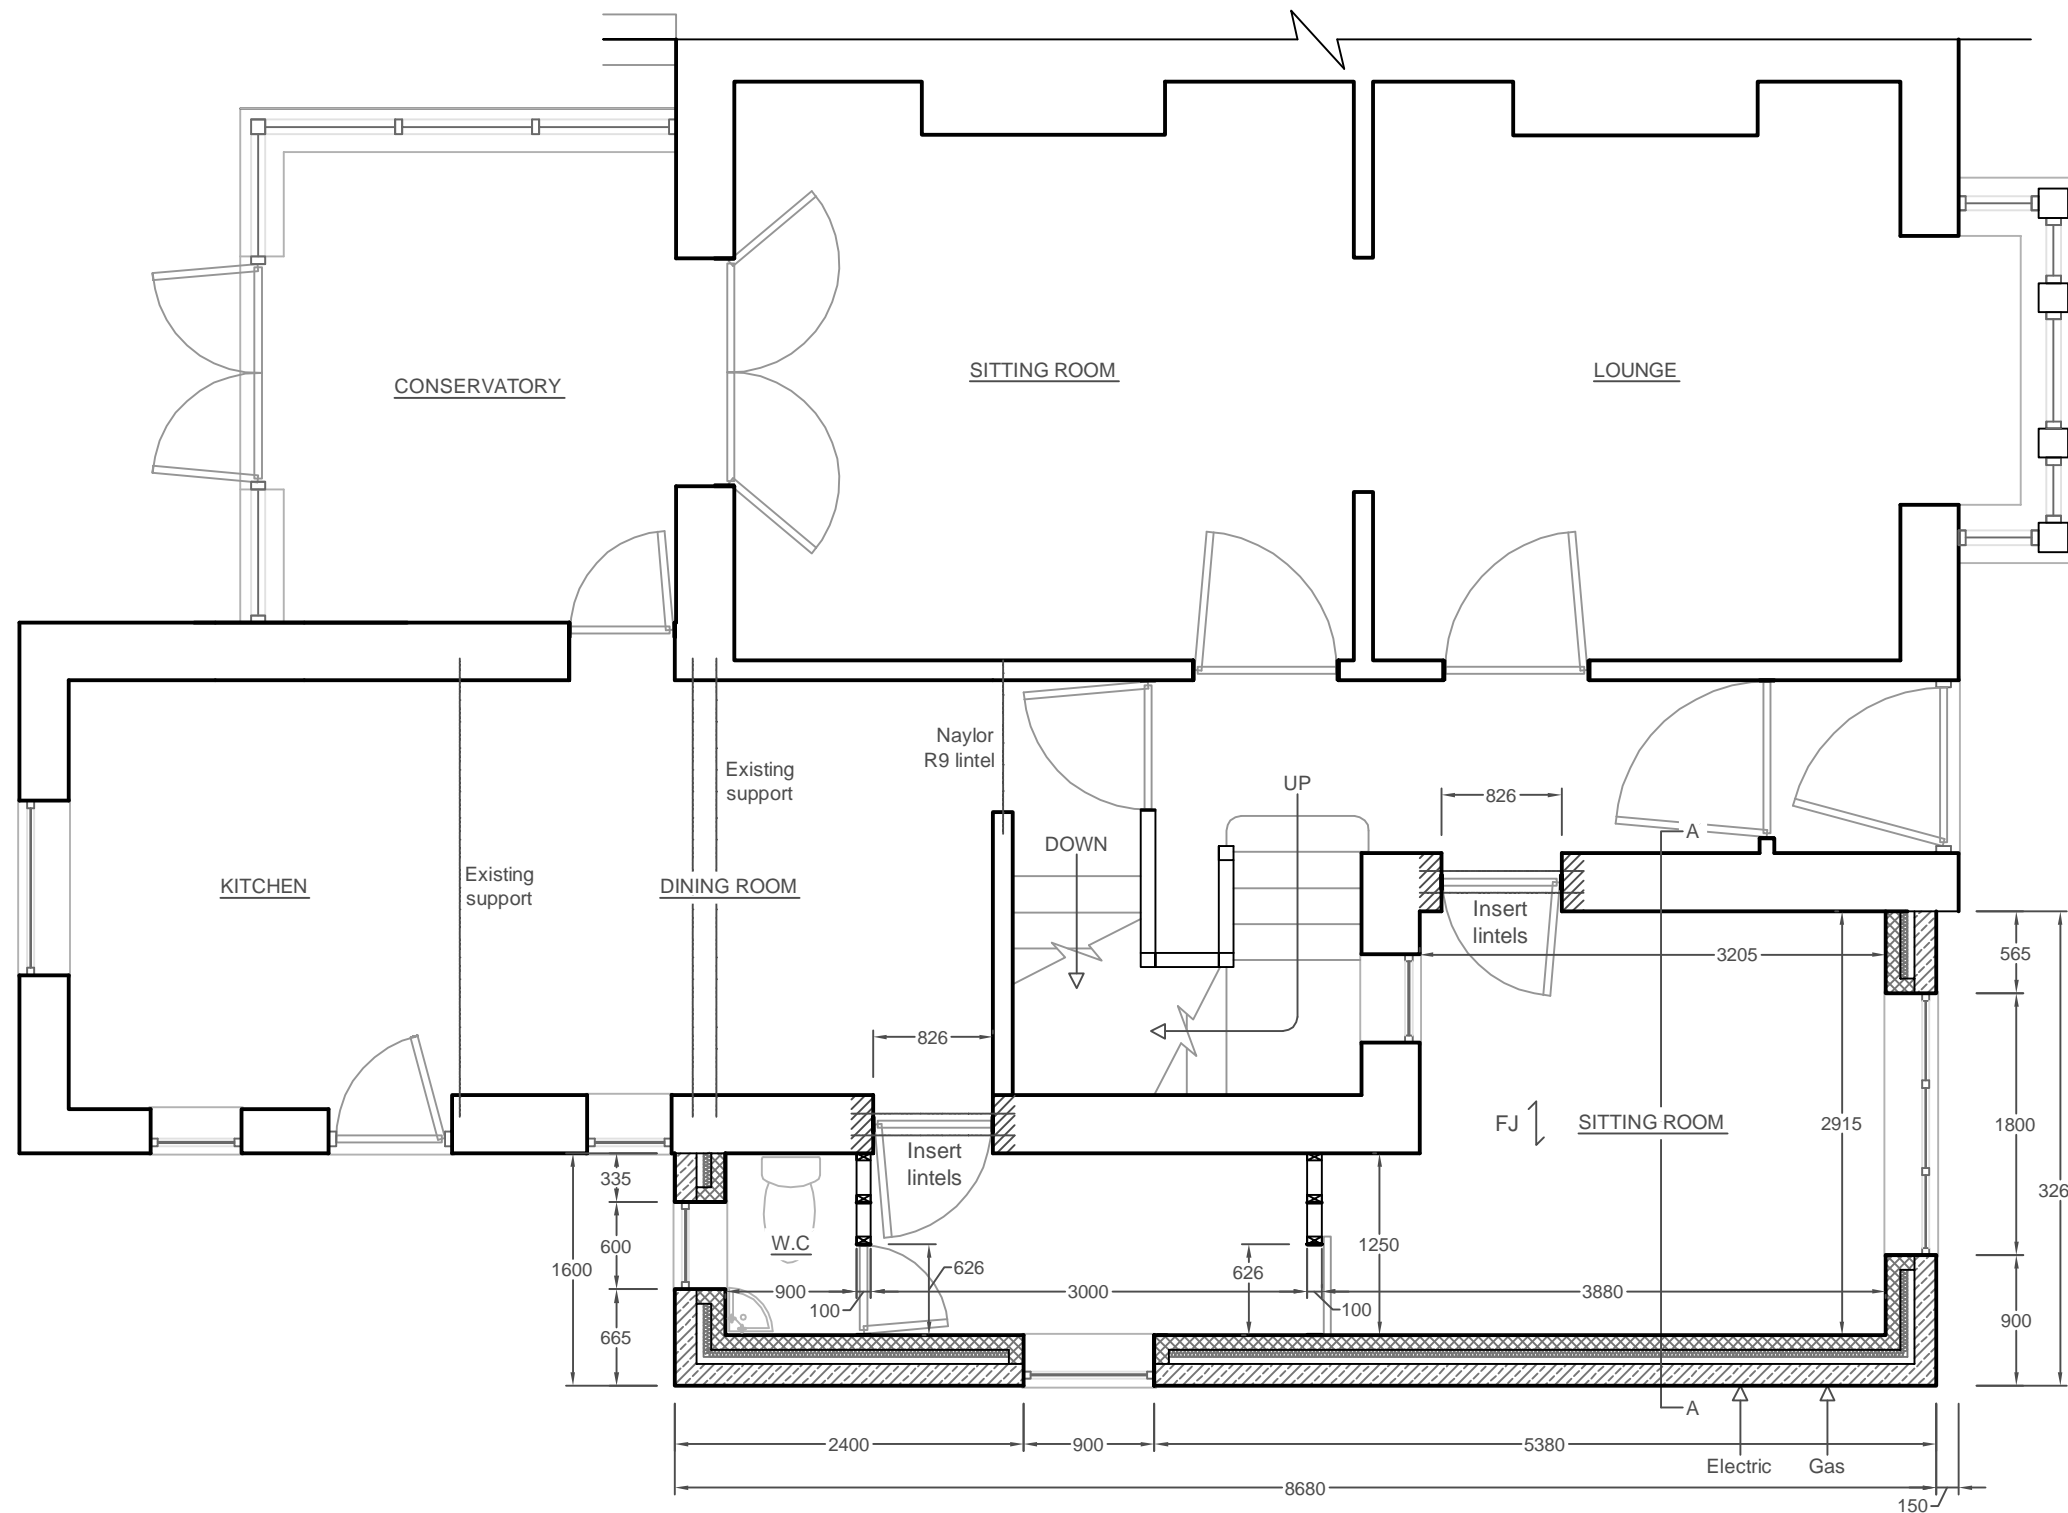 CONSERVATORY
SITTING ROOM
LOUNGE
Naylor
R9 lintel
Existing
support
UP
826
A
DOWN
KITCHEN
Existing
support
DINING ROOM
Insert
lintels
3205
565
826
FJ
SITTING ROOM
2915
1800
326
Insert
lintels
335
600
1600
665
W.C
900
100
626
3000
626
100
1250
3880
900
A
2400
900
5380
Electric
Gas
8680
150